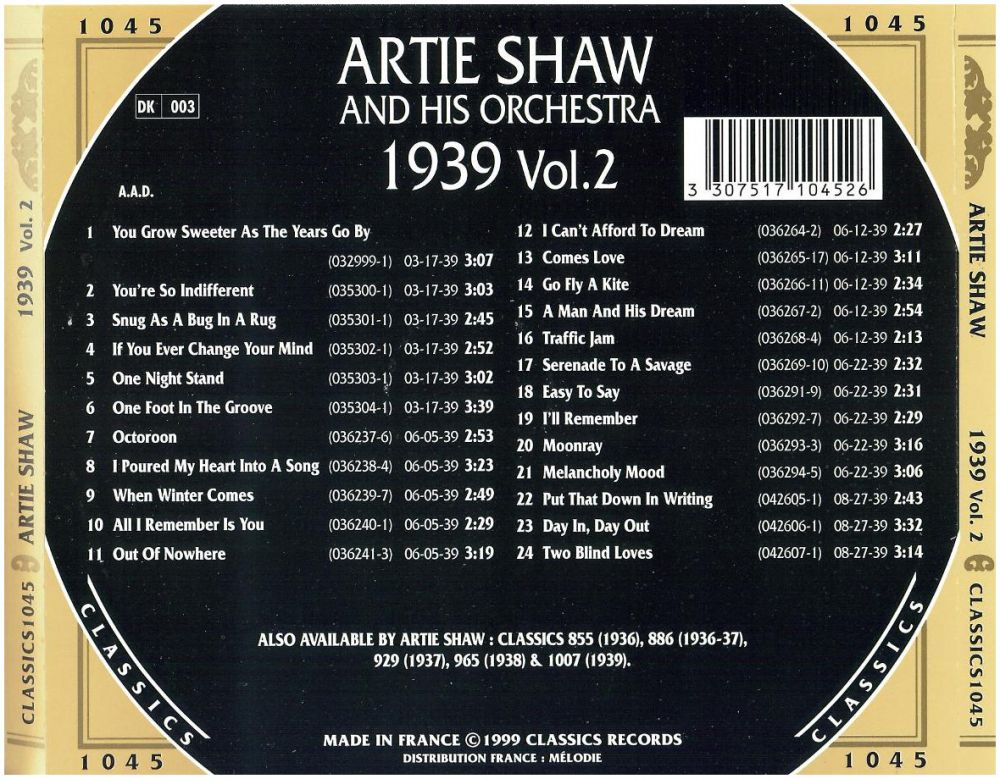 1045
1045
DK 003
ARTIE SHAW
AND HIS ORCHESTRA
1939 Vol.2
3 307517 104526
A.A.D.
1 You Grow Sweeter As The Years Go By
(032999-1) 03-17-39 3:07
2 You're So Indifferent (035300-1) 03-17-39 3:03
3 Snug As A Bug In A Rug (035301-1) 03-17-39 2:45
4 If You Ever Change Your Mind (035302-1) 03-17-39 2:52
5 One Night Stand (035303-1) 03-17-39 3:02
6 One Foot In The Groove (035304-1) 03-17-39 3:39
7 Octoroon (036237-6) 06-05-39 2:53
8 I Poured My Heart Into A Song (036238-4) 06-05-39 3:23
9 When Winter Comes (036239-7) 06-05-39 2:49
10 All I Remember Is You (036240-1) 06-05-39 2:29
11 Out Of Nowhere (036241-3) 06-05-39 3:19
12 I Can't Afford To Dream (036264-2) 06-12-39 2:27
13 Comes Love (036265-17) 06-12-39 3:11
14 Go Fly A Kite (036266-11) 06-12-39 2:34
15 A Man And His Dream (036267-2) 06-12-39 2:54
16 Traffic Jam (036268-4) 06-12-39 2:13
17 Serenade To A Savage (036269-10) 06-22-39 2:32
18 Easy To Say (036291-9) 06-22-39 2:31
19 I'll Remember (036292-7) 06-22-39 2:29
20 Moonray (036293-3) 06-22-39 3:16
21 Melancholy Mood (036294-5) 06-22-39 3:06
22 Put That Down In Writing (042605-1) 08-27-39 2:43
23 Day In, Day Out (042606-1) 08-27-39 3:32
24 Two Blind Loves (042607-1) 08-27-39 3:14
ALSO AVAILABLE BY ARTIE SHAW : CLASSICS 855 (1936), 886 (1936-37),
929 (1937), 965 (1938) & 1007 (1939).
CLASSICS
CLASSICS
MADE IN FRANCE © 1999 CLASSICS RECORDS
DISTRIBUTION FRANCE : MÉLODIE
1045
1045
CLASSICS1045 ARTIE SHAW 1939 Vol. 2
ARTIE SHAW 1939 Vol. 2 CLASSICS1045